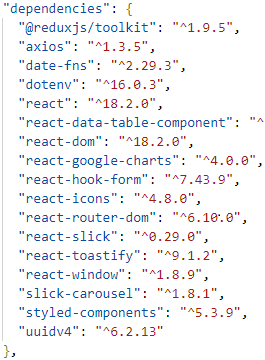 "dependencies": {
"@reduxjs/toolkit": "^1.9.5",
"axios": "^1.3.5",
"date-fns": "^2.29.3",
"dotenv": "^16.0.3",
"react": "^18.2.0",
"react-data-table-component": "^
"react-dom": "^18.2.0",
"react-google-charts": "^4.0.0",
"react-hook-form": "^7.43.9",
"react-icons": "^4.8.0",
"react-router-dom": "^6.10.0",
"react-slick": "^0.29.0",
"react-toastify": "^9.1.2",
"react-window": "^1.8.9",
"slick-carousel": "^1.8.1",
"styled-components": "^5.3.9",
"uuidv4": "^6.2.13"
},